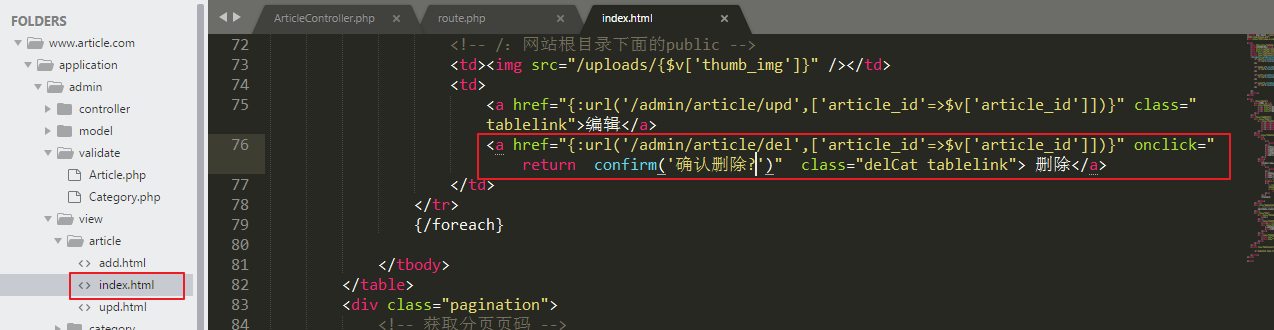 FOLDERS
www.article.com
application
admin
controller
model
validate
Article.php
Category.php
view
article
add.html
index.html
upd.html
category
ArticleController.php
route.php
index.html
72 <!-- /: 网站根目录下面的public -->
73 <td><img src="/uploads/{$v['thumb_img']}" /></td>
74 <td>
75 <a href="{:url('/admin/article/upd',['article_id'=>$v['article_id']])}" class="
tablelink">编辑</a>
76 <a href="{:url('/admin/article/del',['article_id'=>$v['article_id']])}" onclick="
return  confirm('确认删除?')"  class="delCat tablelink"> 删除</a>
77 </td>
78 </tr>
79 {/foreach}
80
81 </tbody>
82 </table>
83 <div class="pagination">
84 <!-- 获取分页页码 -->